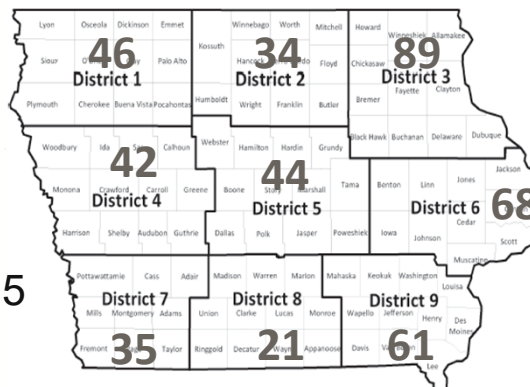 Lyon Osceola Dickinson Emmet Winnebago Worth Mitchell Howard Winneshiek Allamakee
46 34 89
Kossuth
Sioux Palo Alto Hancock Floyd Chickasaw
District 1 District 2 District 3
Fayette Clayton
Plymouth Cherokee Buena Vista Pocahontas Humboldt Wright Franklin Butler Bremer
Black Hawk Buchanan Delaware Dubuque
Woodbury Ida Calhoun Webster Hamilton Hardin Grundy
42 44 68
Jackson
Monona Crawford Carroll Greene Boone Story Marshall Tama Benton Linn Jones
District 4 District 5 District 6
Cedar
Harrison Shelby Audubon Guthrie Dallas Polk Jasper Poweshiek Iowa Johnson Scott
Muscatine
5
Pottawattamie Cass Adair Madison Warren Marion Mahaska Keokuk Washington Louisa
District 7 District 8 District 9
Mills Montgomery Adams Union Clarke Lucas Monroe Wapello Jefferson Henry Des Moines
35 21 61
Fremont Taylor Ringgold Decatur Wayne Appanoose Davis Lee